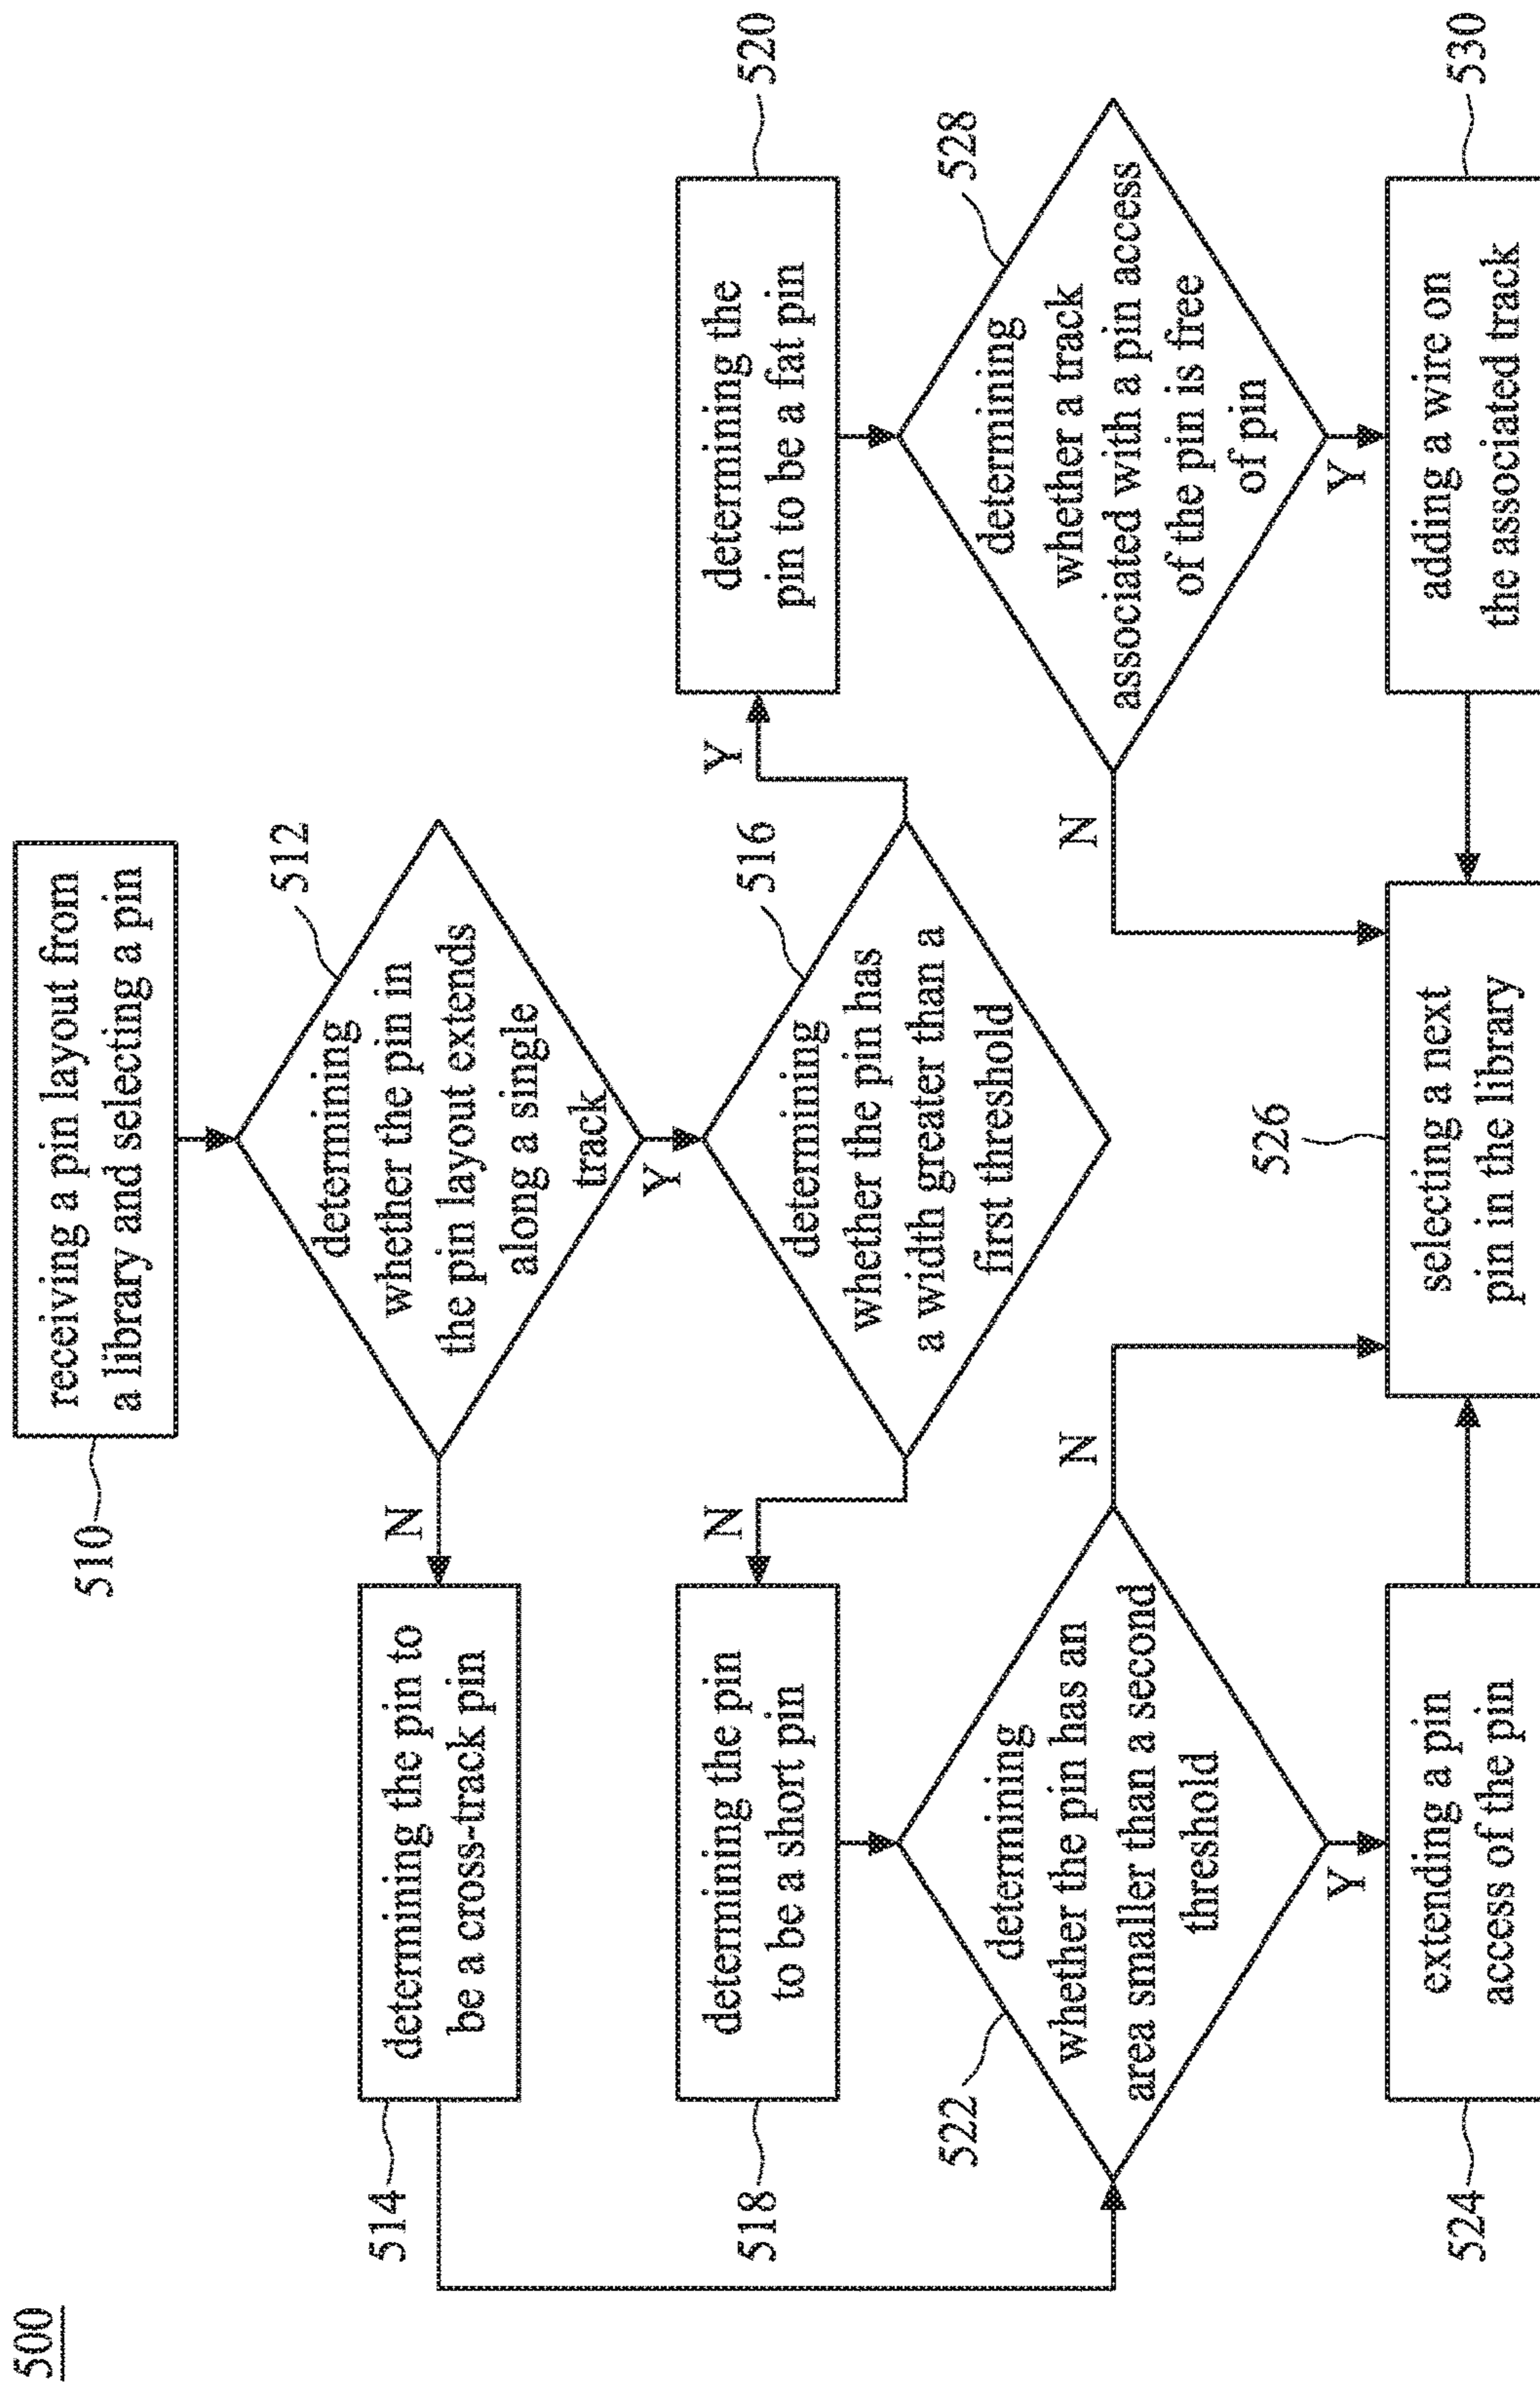 500
510
receiving a pin layout from
a library and selecting a pin
512
determining
whether the pin in
the pin layout extends
along a single
track
N
Y
514
determining the pin to
be a cross-track pin
516
determining
whether the pin has
a width greater than a
first threshold
N
Y
518
determining the pin
to be a short pin
520
determining the
pin to be a fat pin
522
determining
whether the pin has an
area smaller than a second
threshold
N
Y
528
determining
whether a track
associated with a pin access
of the pin is free
of pin
N
Y
524
extending a pin
access of the pin
526
selecting a next
pin in the library
530
adding a wire on
the associated track